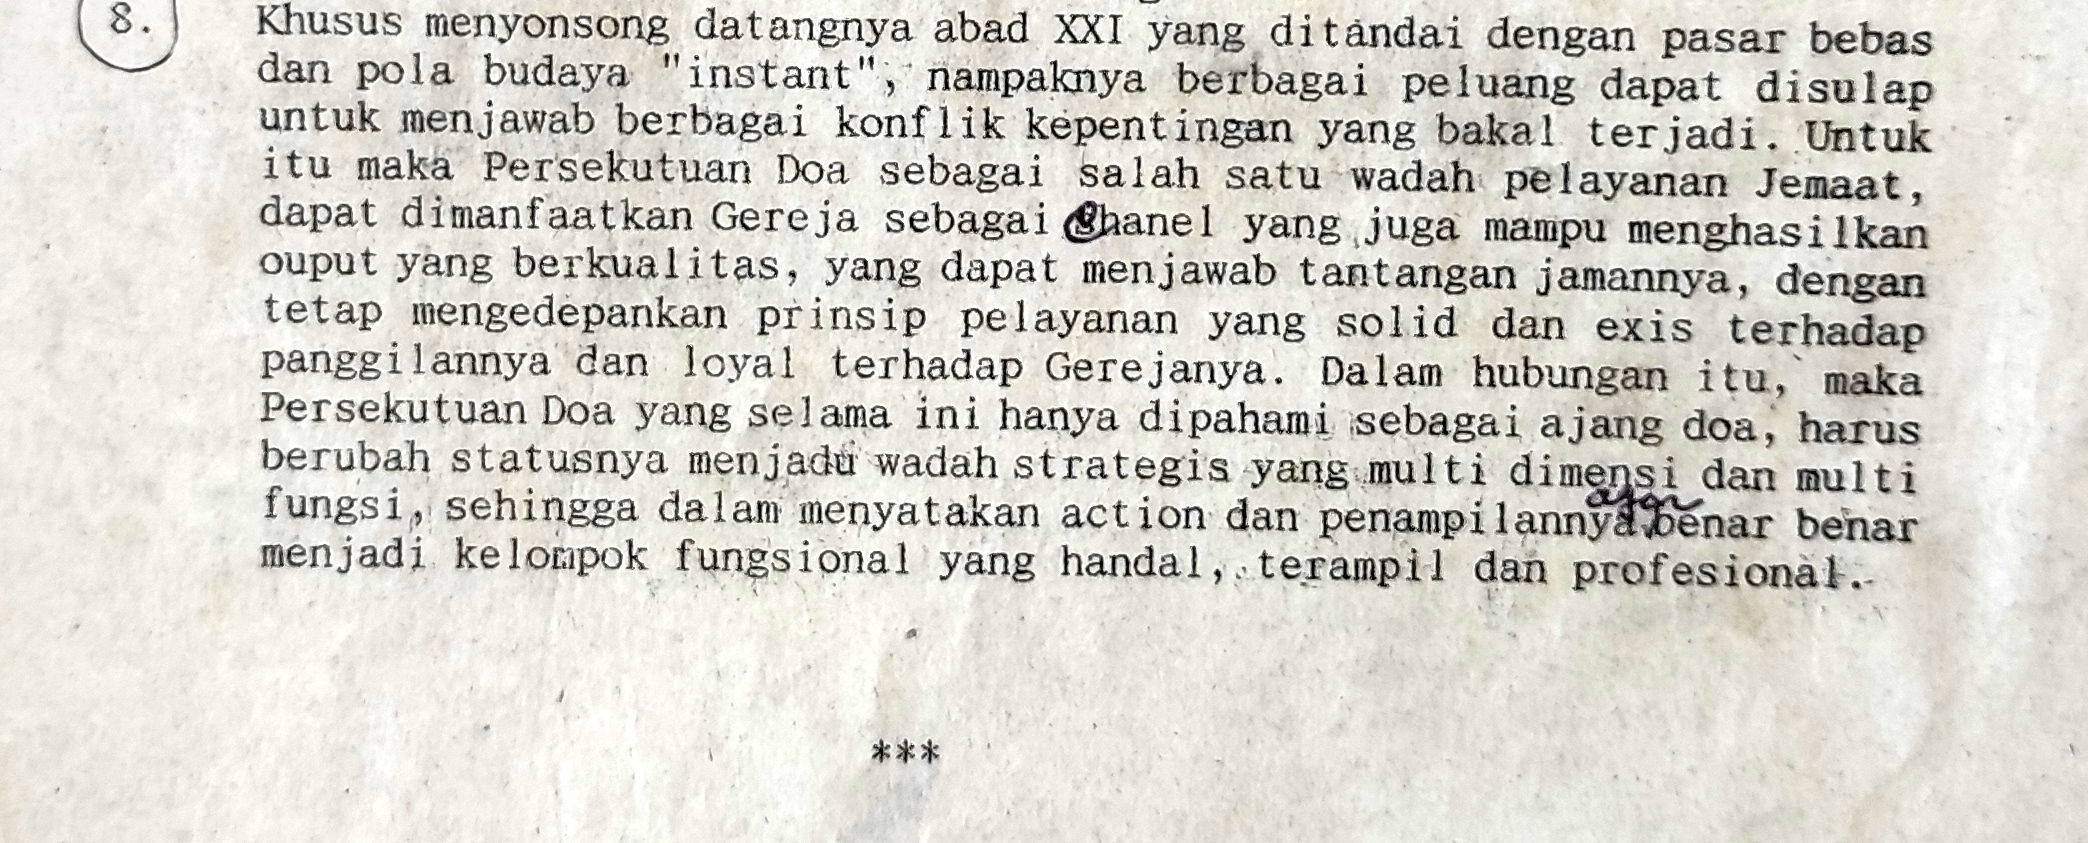 8.
Khusus menyonsong datangnya abad XXI yang ditandai dengan pasar bebas
dan pola budaya "instant", nampaknya berbagai peluang dapat disulap
untuk menjawab berbagai konflik kepentingan yang bakal terjadi. Untuk
itu maka Persekutuan Doa sebagai salah satu wadah pelayanan Jemaat,
dapat dimanfaatkan Gereja sebagai Chanel yang juga mampu menghasilkan
ouput yang berkualitas, yang dapat menjawab tantangan jamannya, dengan
tetap mengedepankan prinsip pelayanan yang solid dan exis terhadap
panggilannya dan loyal terhadap Gerejanya. Dalam hubungan itu, maka
Persekutuan Doa yang selama ini hanya dipahami sebagai ajang doa, harus
berubah statusnya menjadi wadah strategis yang multi dimensi dan multi
fungsi, sehingga dalam menyatakan action dan penampilannya agar benar benar
menjadi kelompok fungsional yang handal, terampil dan profesional.-
***